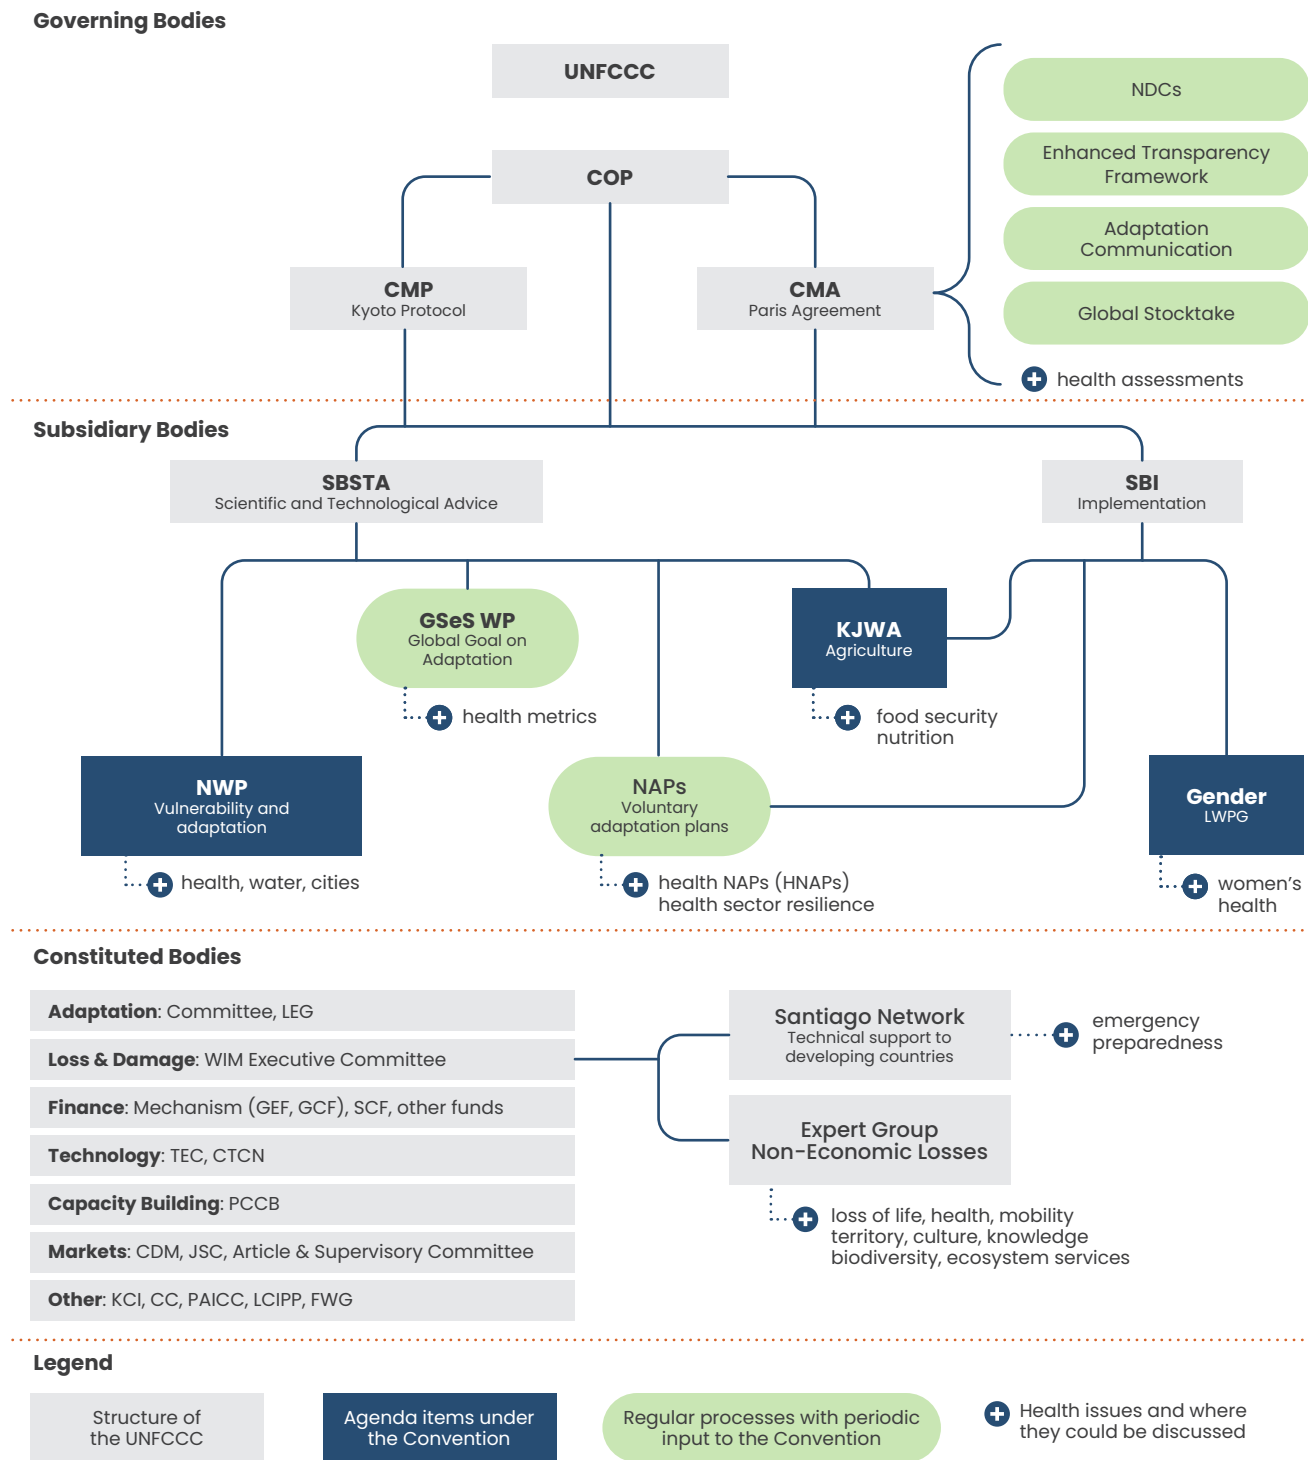 Governing Bodies
UNFCCC
COP
CMP
Kyoto Protocol
CMA
Paris Agreement
NDCs
Enhanced Transparency
Framework
Adaptation
Communication
Global Stocktake
health assessments
Subsidiary Bodies
SBSTA
Scientific and Technological Advice
SBI
Implementation
GSeS WP
Global Goal on
Adaptation
health metrics
KJWA
Agriculture
food security
nutrition
NWP
Vulnerability and
adaptation
health, water, cities
NAPs
Voluntary
adaptation plans
health NAPs (HNAPs)
health sector resilience
Gender
LWPG
women's
health
Constituted Bodies
Adaptation: Committee, LEG
Loss & Damage: WIM Executive Committee
Finance: Mechanism (GEF, GCF), SCF, other funds
Technology: TEC, CTCN
Capacity Building: PCCB
Markets: CDM, JSC, Article & Supervisory Committee
Other: KCI, CC, PAICC, LCIPP, FWG
Santiago Network
Technical support to
developing countries
emergency
preparedness
Expert Group
Non-Economic Losses
loss of life, health, mobility
territory, culture, knowledge
biodiversity, ecosystem services
Legend
Structure of
the UNFCCC
Agenda items under
the Convention
Regular processes with periodic
input to the Convention
Health issues and where
they could be discussed